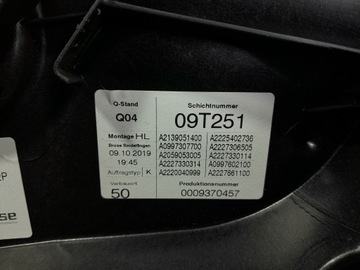 Q-Stand
Schichtnummer
Q04
09T251
Montage HL
Brose Sindelfingen
09.10.2019
19:45
Auftragstyp K
A2139051400 A2225402736
A0997307700 A2227306505
A2059053005 A2227330114
A2227330314 A0997602100
A2220040999 A2227661100
Verbauort
50
Produktionsnummer
0009370457